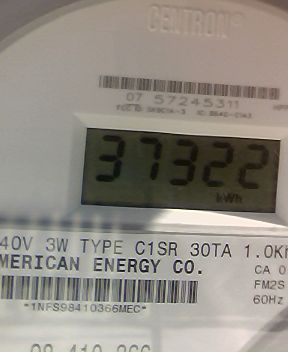 CENTRON®
07 57245311
37322
kWh
40V 3W TYPE C1SR 30TA 1.0Kh
MERICAN ENERGY CO.
CA 0
FM2S
60Hz
*1NFS98410366MEC*